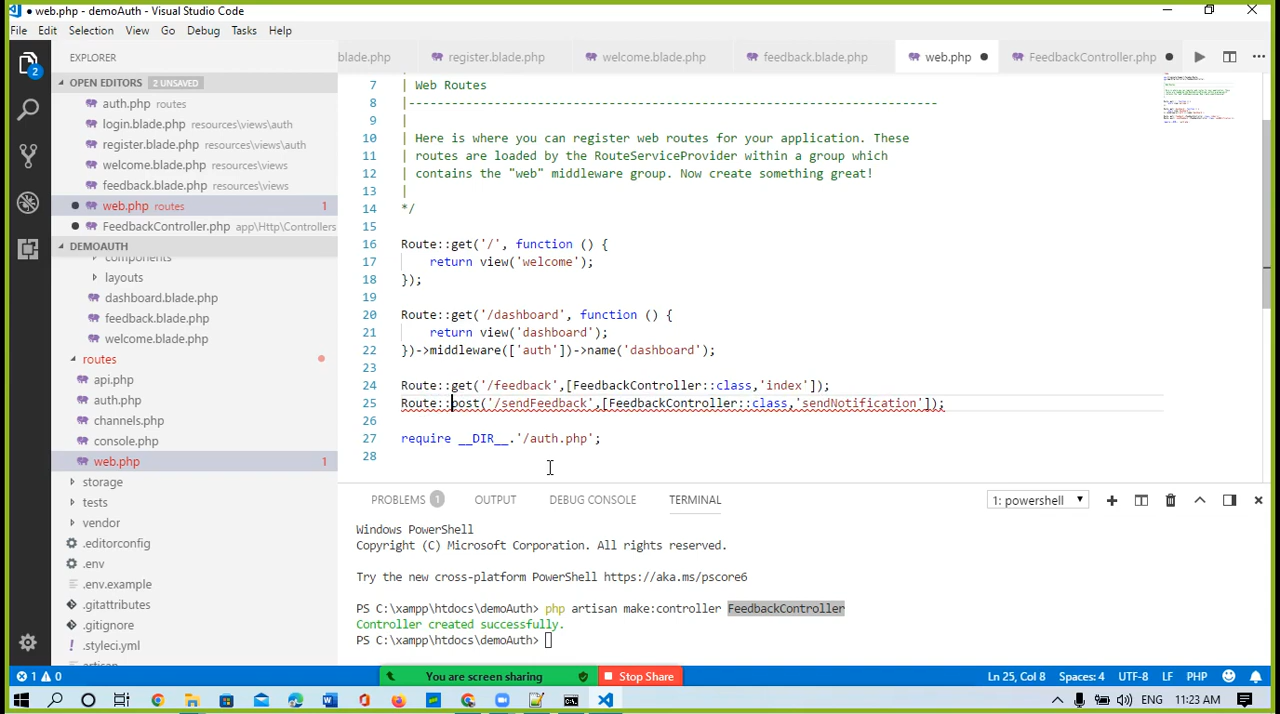 web.php - demoAuth - Visual Studio Code
File Edit Selection View Go Debug Tasks Help
EXPLORER
blade.php register.blade.php welcome.blade.php feedback.blade.php web.php FeedbackController.php
OPEN EDITORS 2 UNSAVED
auth.php routes
login.blade.php resources\views\auth
register.blade.php resources\views\auth
welcome.blade.php resources\views
feedback.blade.php resources\views
web.php routes 1
FeedbackController.php app\Http\Controllers
DEMOAUTH
components
layouts
dashboard.blade.php
feedback.blade.php
welcome.blade.php
routes
api.php
auth.php
channels.php
console.php
web.php 1
storage
tests
vendor
.editorconfig
.env
.env.example
.gitattributes
.gitignore
.styleci.yml
artisan
2
7 | Web Routes
8 |--------------------------------------------------------------------------
9 |
10 | Here is where you can register web routes for your application. These
11 | routes are loaded by the RouteServiceProvider within a group which
12 | contains the "web" middleware group. Now create something great!
13 |
14 */
15
16 Route::get('/', function () {
17 return view('welcome');
18 });
19
20 Route::get('/dashboard', function () {
21 return view('dashboard');
22 })->middleware(['auth'])->name('dashboard');
23
24 Route::get('/feedback',[FeedbackController::class,'index']);
25 Route::post('/sendFeedback',[FeedbackController::class,'sendNotification']);
26
27 require __DIR__.'/auth.php';
28
PROBLEMS 1 OUTPUT DEBUG CONSOLE TERMINAL 1: powershell
Windows PowerShell
Copyright (C) Microsoft Corporation. All rights reserved.
Try the new cross-platform PowerShell https://aka.ms/pscore6
PS C:\xampp\htdocs\demoAuth> php artisan make:controller FeedbackController
Controller created successfully.
PS C:\xampp\htdocs\demoAuth>
1 0 You are screen sharing Stop Share Ln 25, Col 8 Spaces: 4 UTF-8 LF PHP
ENG 11:23 AM